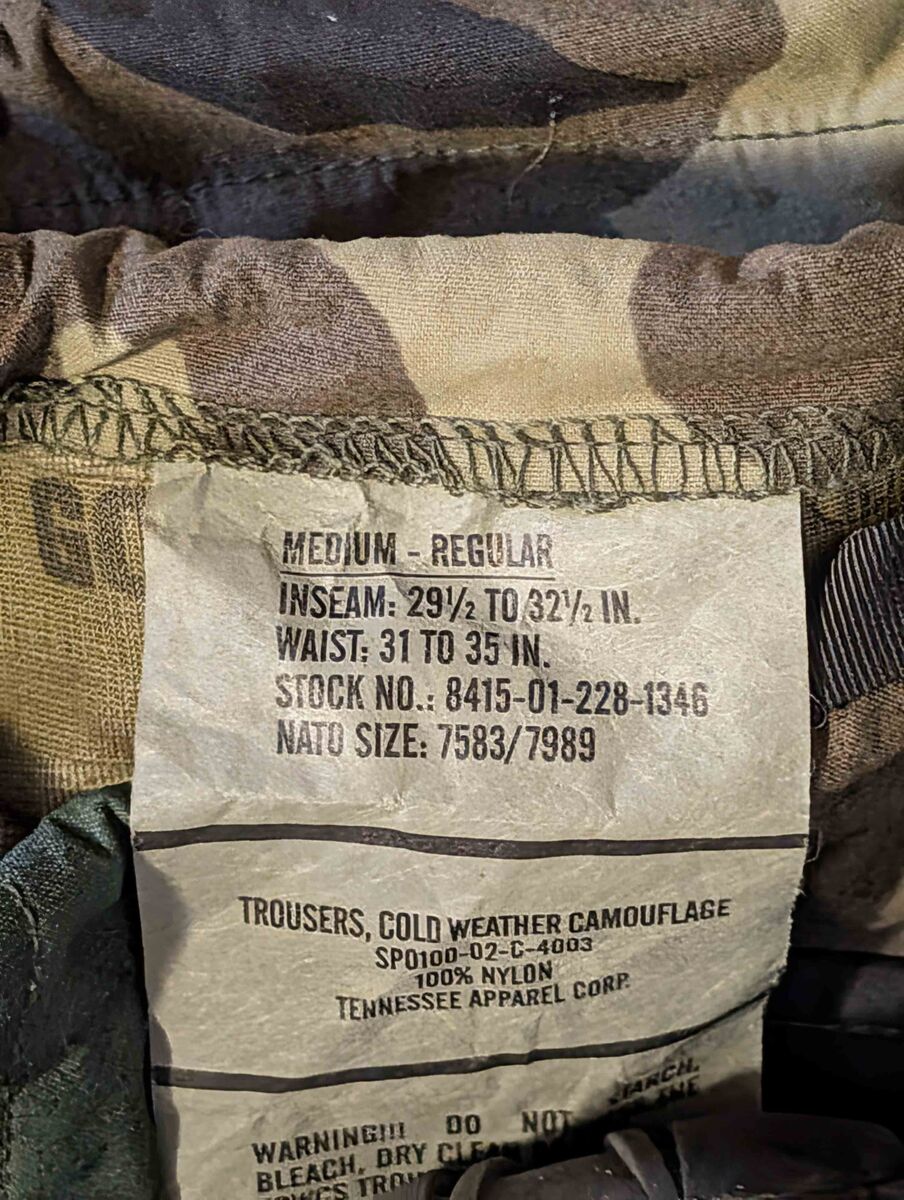 MEDIUM - REGULAR
INSEAM: 29½ TO 32½ IN.
WAIST: 31 TO 35 IN.
STOCK NO.: 8415-01-228-1346
NATO SIZE: 7583/7989
TROUSERS, COLD WEATHER CAMOUFLAGE
SPO100-02-C-4003
100% NYLON
TENNESSEE APPAREL CORP.
WARNING!!! DO NOT
BLEACH, DRY